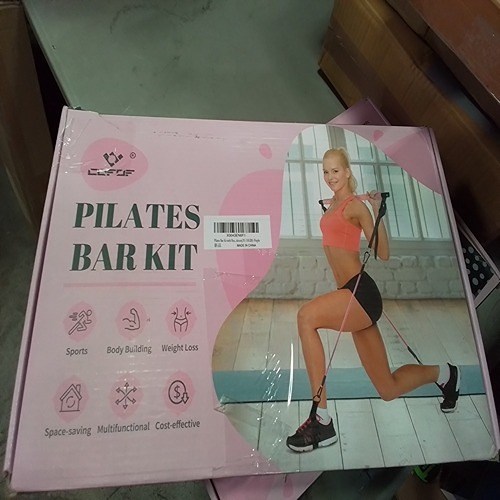 PILATES
BAR KIT
Sports
Body Building
Weight Loss
Space-saving
Multifunctional
Cost-effective
MADE IN CHINA